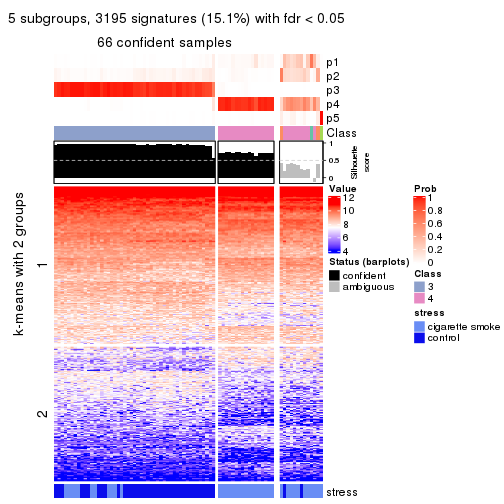 5 subgroups, 3195 signatures (15.1%) with fdr < 0.05
66 confident samples
p1
p2
p3
p4
p5
Class
1
0.5
0
Silhouette
score
k-means with 2 groups
1
2
stress
Value
12
10
8
6
4
Status (barplots)
confident
ambiguous
Prob
1
0.8
0.6
0.4
0.2
0
Class
3
4
stress
cigarette smoke
control